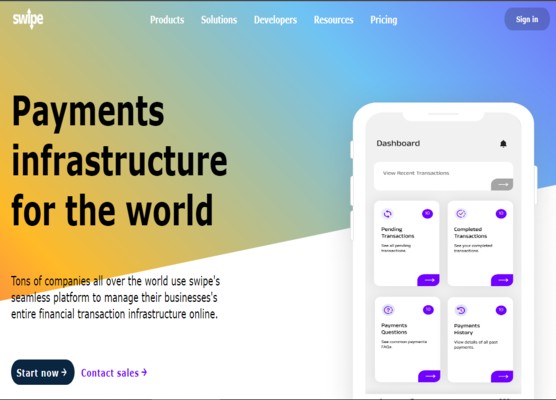 swipe
Products Solutions Developers Resources Pricing
Sign in
Payments
infrastructure
for the world
Tons of companies all over the world use swipe's
seamless platform to manage their businesses's
entire financial transaction infrastructure online.
Start now →
Contact sales →
Dashboard
View Recent Transactions
Pending
Transactions
See all pending
transactions
Completed
Transactions
See your completed
transactions
Payments
Questions
See common payments
FAQs
Payments
History
View details of all past
payments